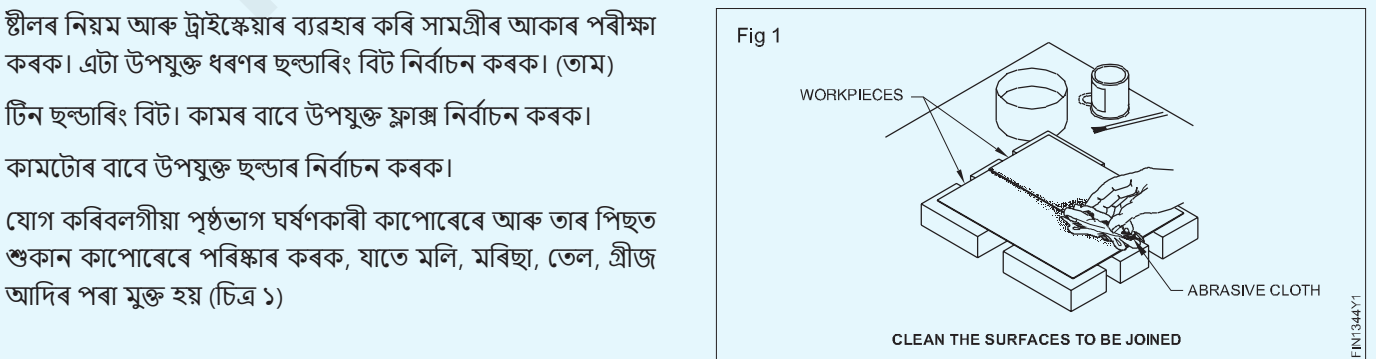 ষ্টীলৰ নিয়ম আৰু ট্ৰাইস্কেয়াৰ ব্যৱহাৰ কৰি সামগ্ৰীৰ আকাৰ পৰীক্ষা
কৰক। এটা উপযুক্ত ধৰণৰ ছল্ডাৰিং বিট নিৰ্বাচন কৰক। (তাম)
টিন ছল্ডাৰিং বিট। কামৰ বাবে উপযুক্ত ফ্লাক্স নিৰ্বাচন কৰক।
কামটোৰ বাবে উপযুক্ত ছল্ডাৰ নিৰ্বাচন কৰক।
যোগ কৰিবলগীয়া পৃষ্ঠভাগ ঘৰ্ষণকাৰী কাপোৰেৰে আৰু তাৰ পিছত
শুকান কাপোৰেৰে পৰিষ্কাৰ কৰক, যাতে মলি, মৰিছা, তেল, গ্ৰীজ
আদিৰ পৰা মুক্ত হয় (চিত্ৰ ১)
Fig 1
WORKPIECES
ABRASIVE CLOTH
CLEAN THE SURFACES TO BE JOINED
FIN1344Y1